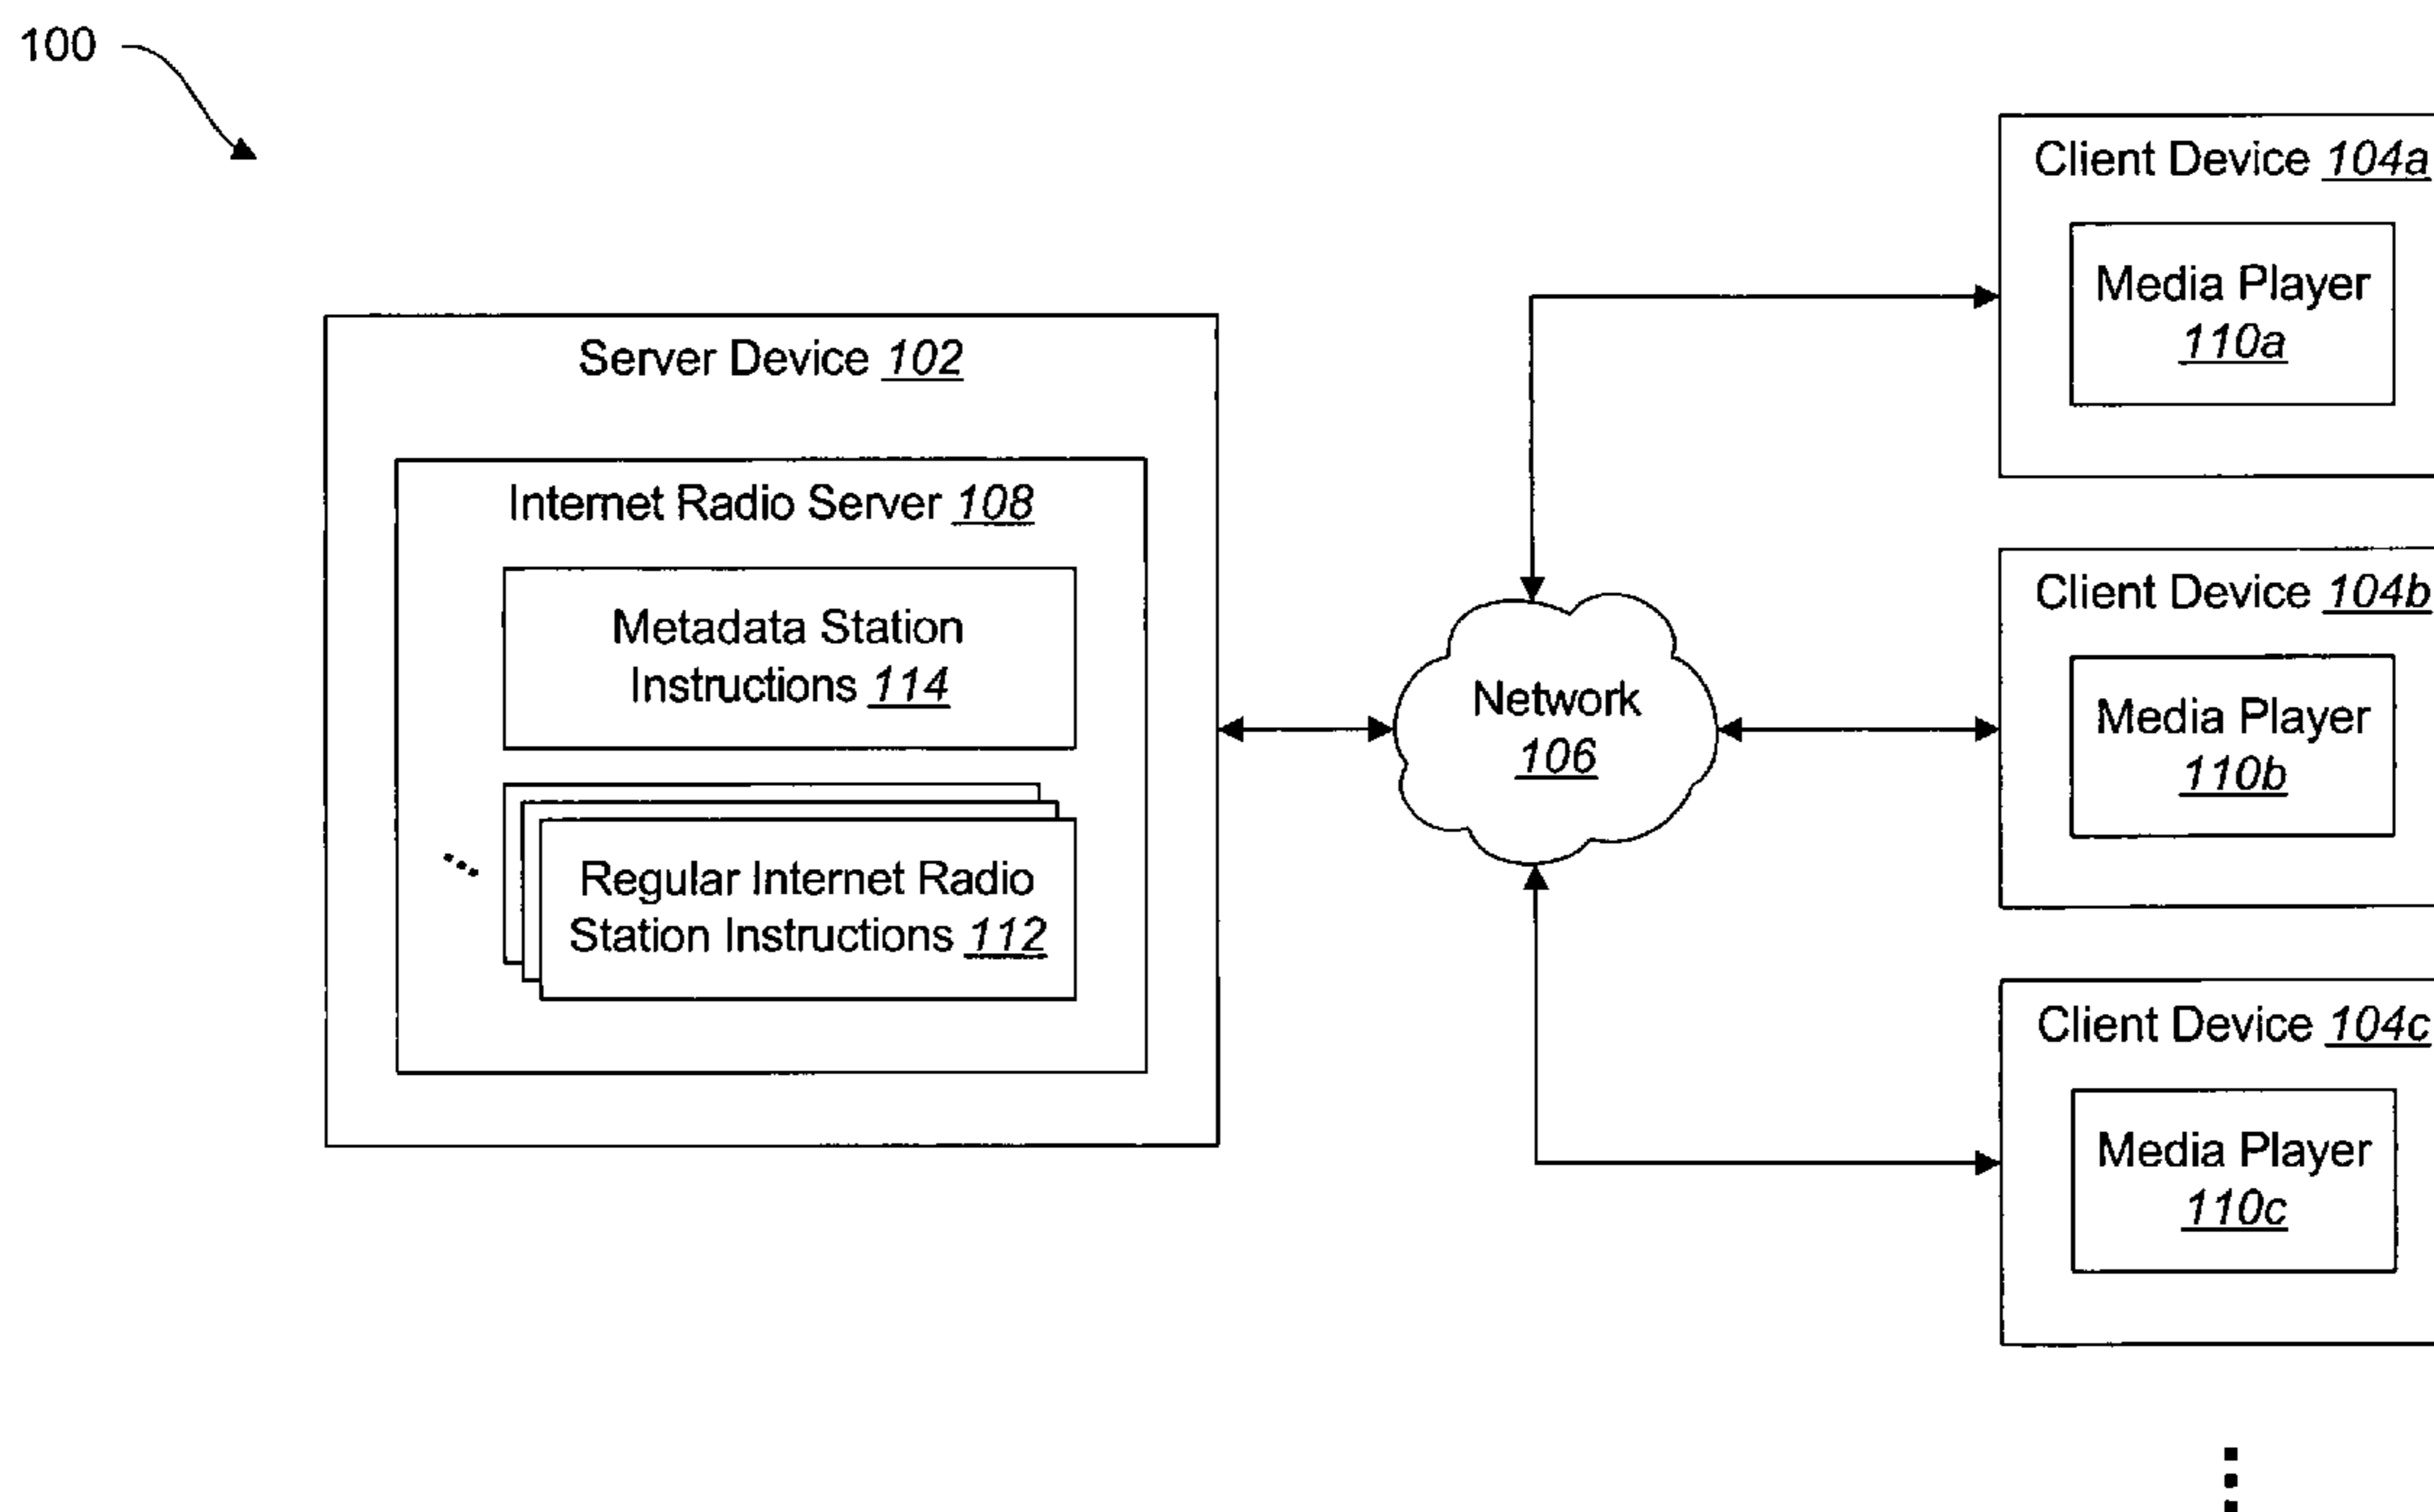 100
Server Device 102
Internet Radio Server 108
Metadata Station
Instructions 114
Regular Internet Radio
Station Instructions 112
Network
106
Client Device 104a
Media Player
110a
Client Device 104b
Media Player
110b
Client Device 104c
Media Player
110c